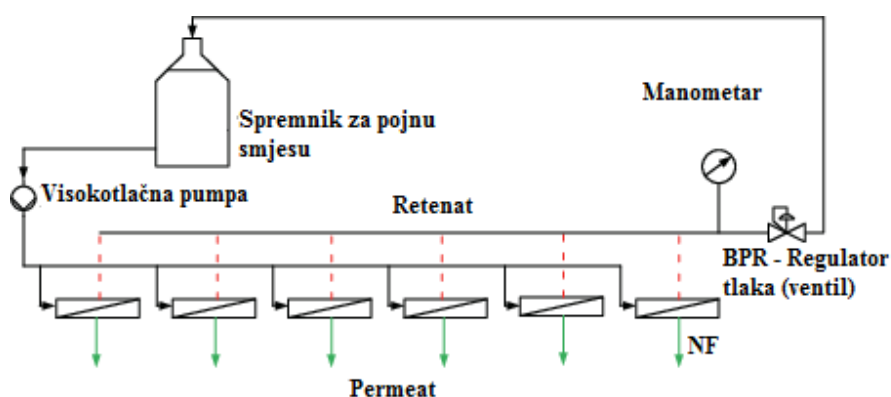 Manometar
Spremnik za pojnu
smjesu
Visokotlačna pumpa
Retenat
BPR - Regulator
tlaka (ventil)
NF
Permeat